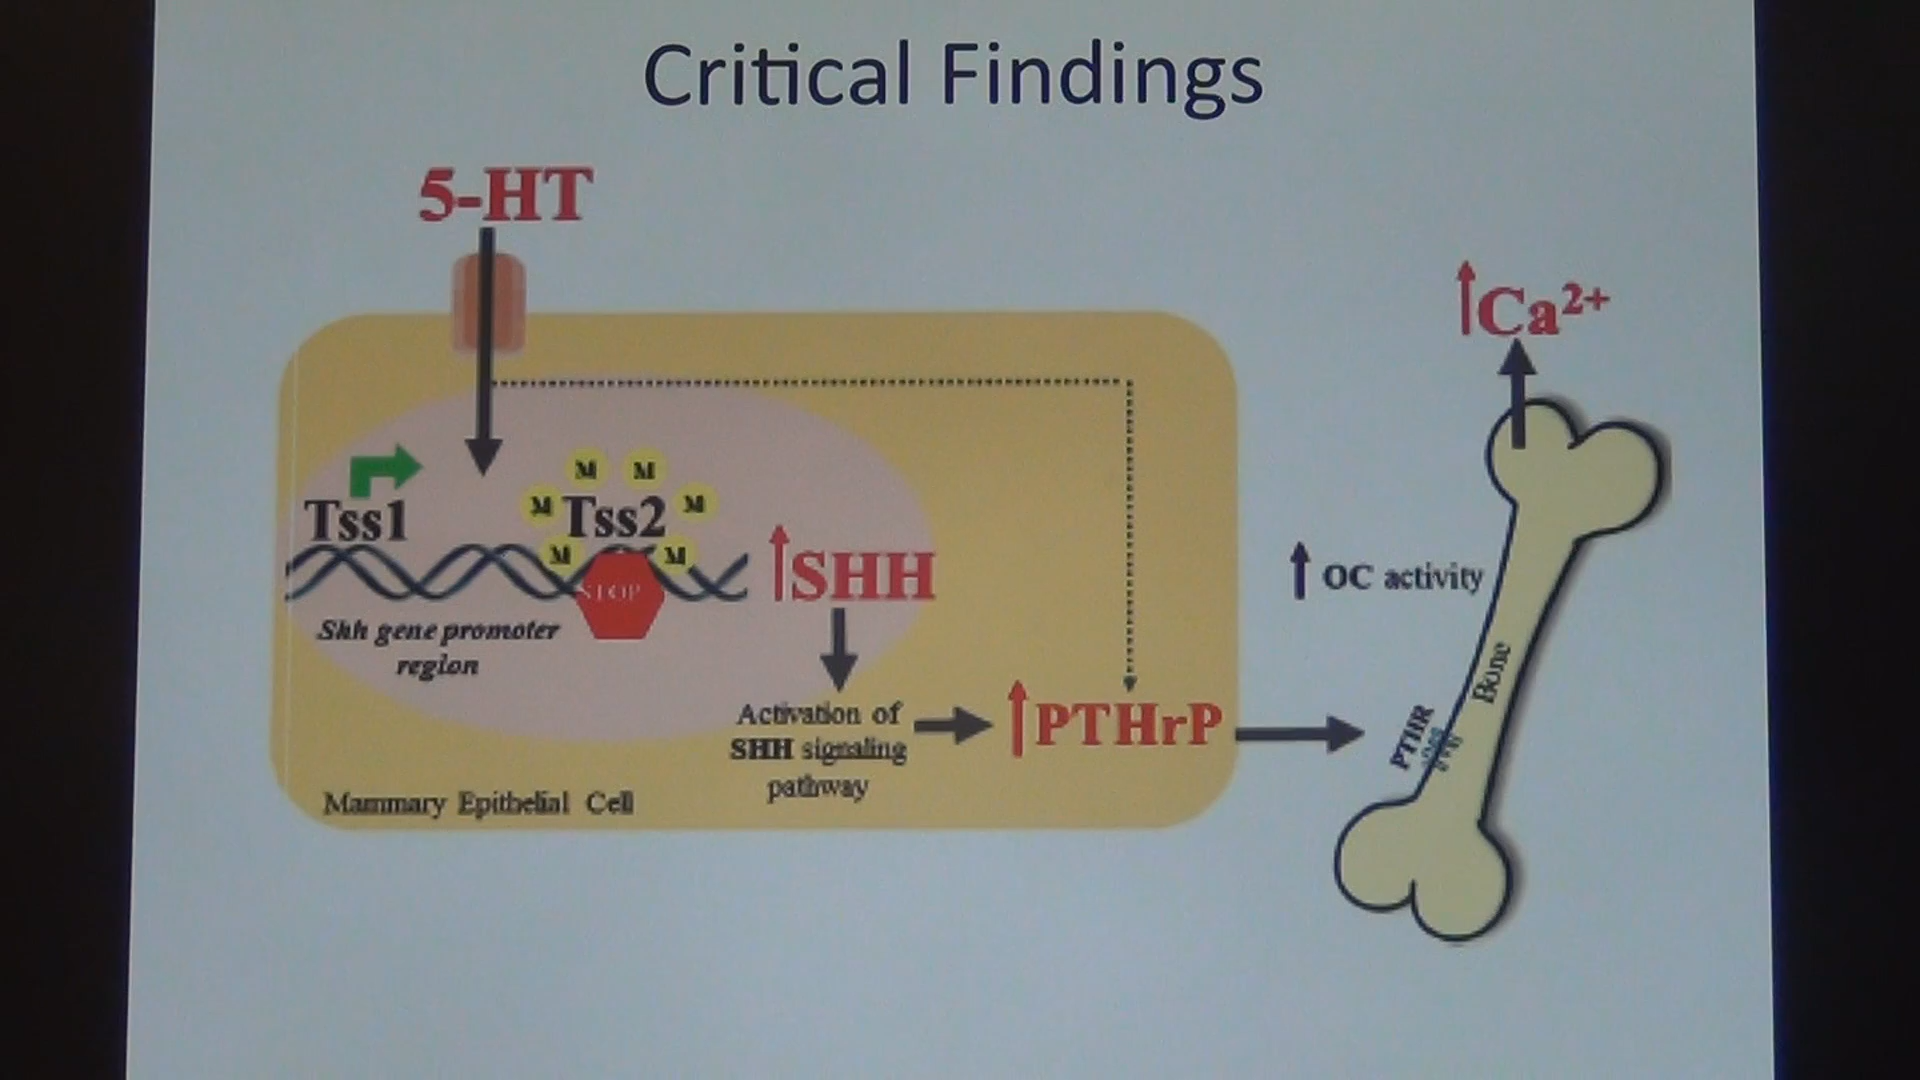 Critical Findings
5-HT
Ca²⁺
M M
M Tss2 M
Tss1
M M
STOP
SHH
Shh gene promoter
region
OC activity
Bone
PTHR
Activation of
SHH signaling
pathway
PTHrP
Mammary Epithelial Cell